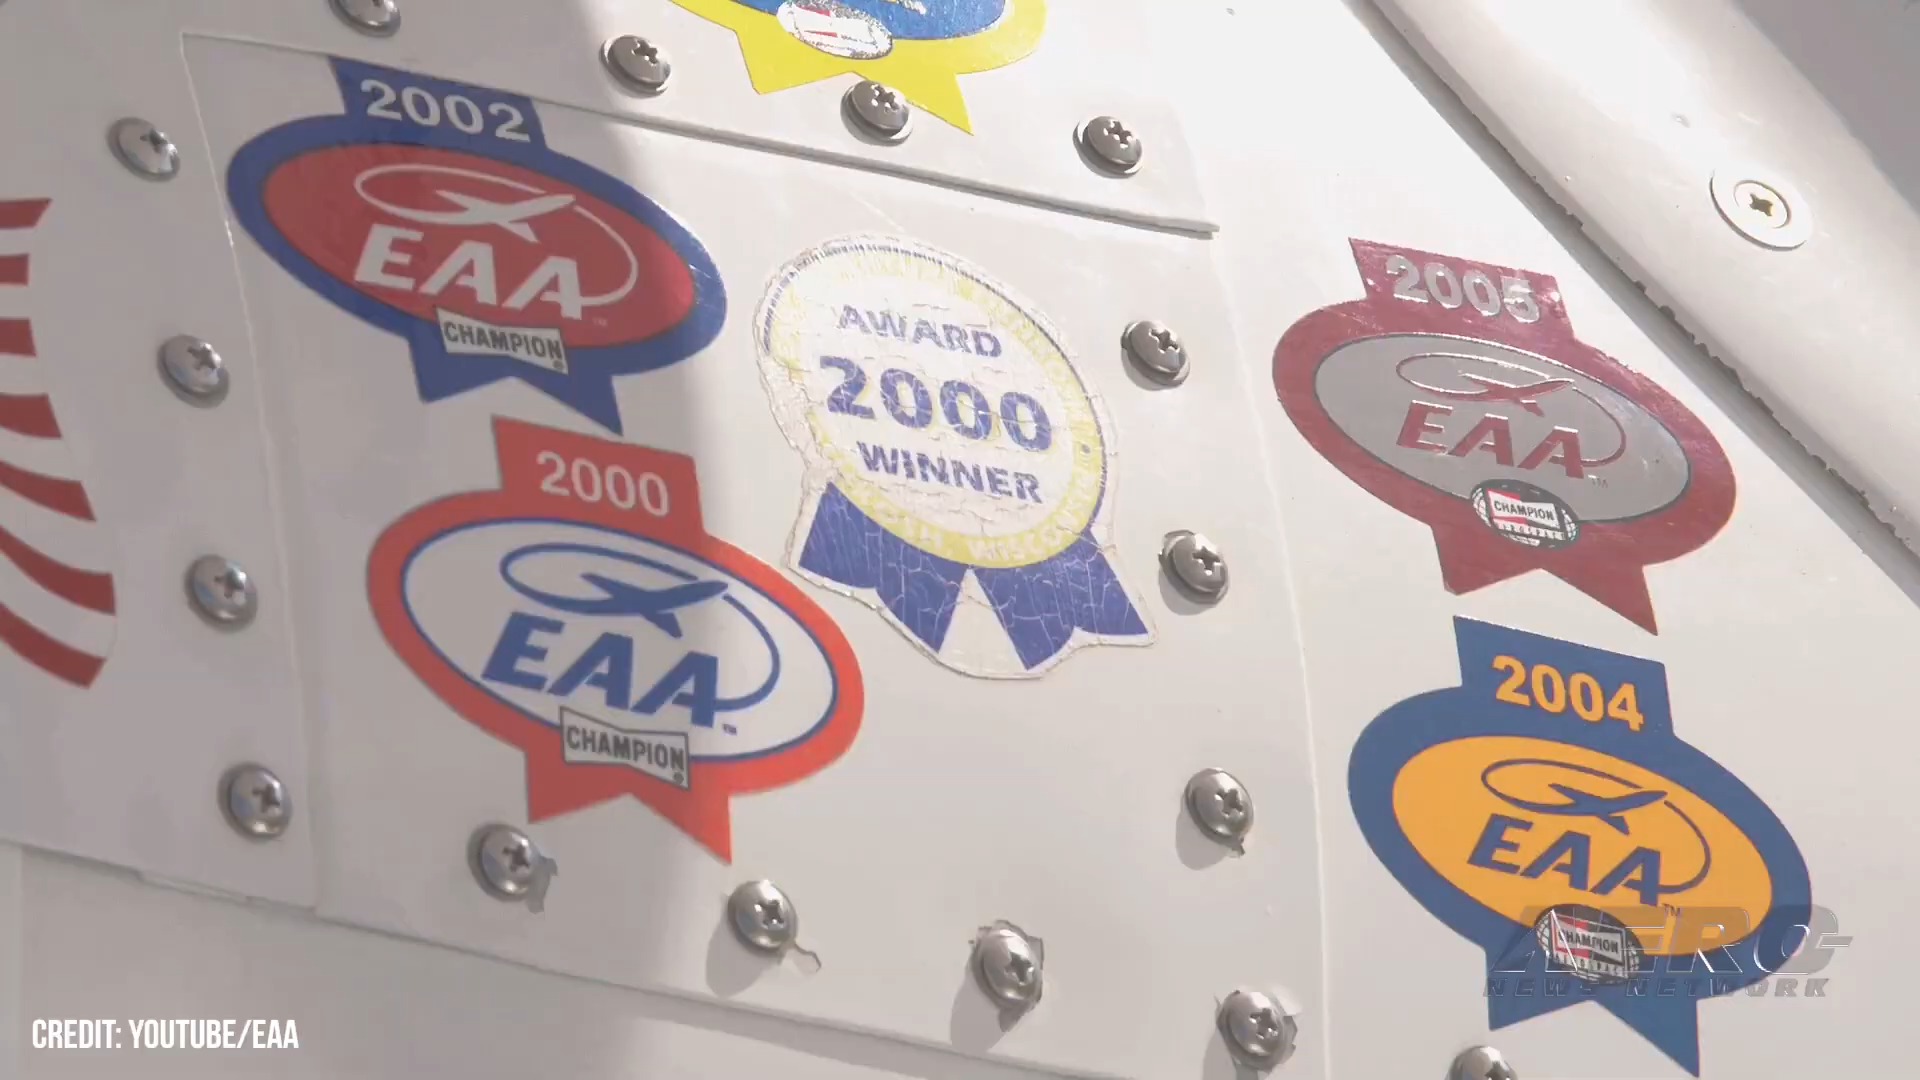 2002
EAA
CHAMPION
2000
EAA
CHAMPION
AWARD
2000
WINNER
2005
EAA
CHAMPION
2004
EAA
CHAMPION
AERO
NEWS NETWORK
CREDIT: YOUTUBE/EAA